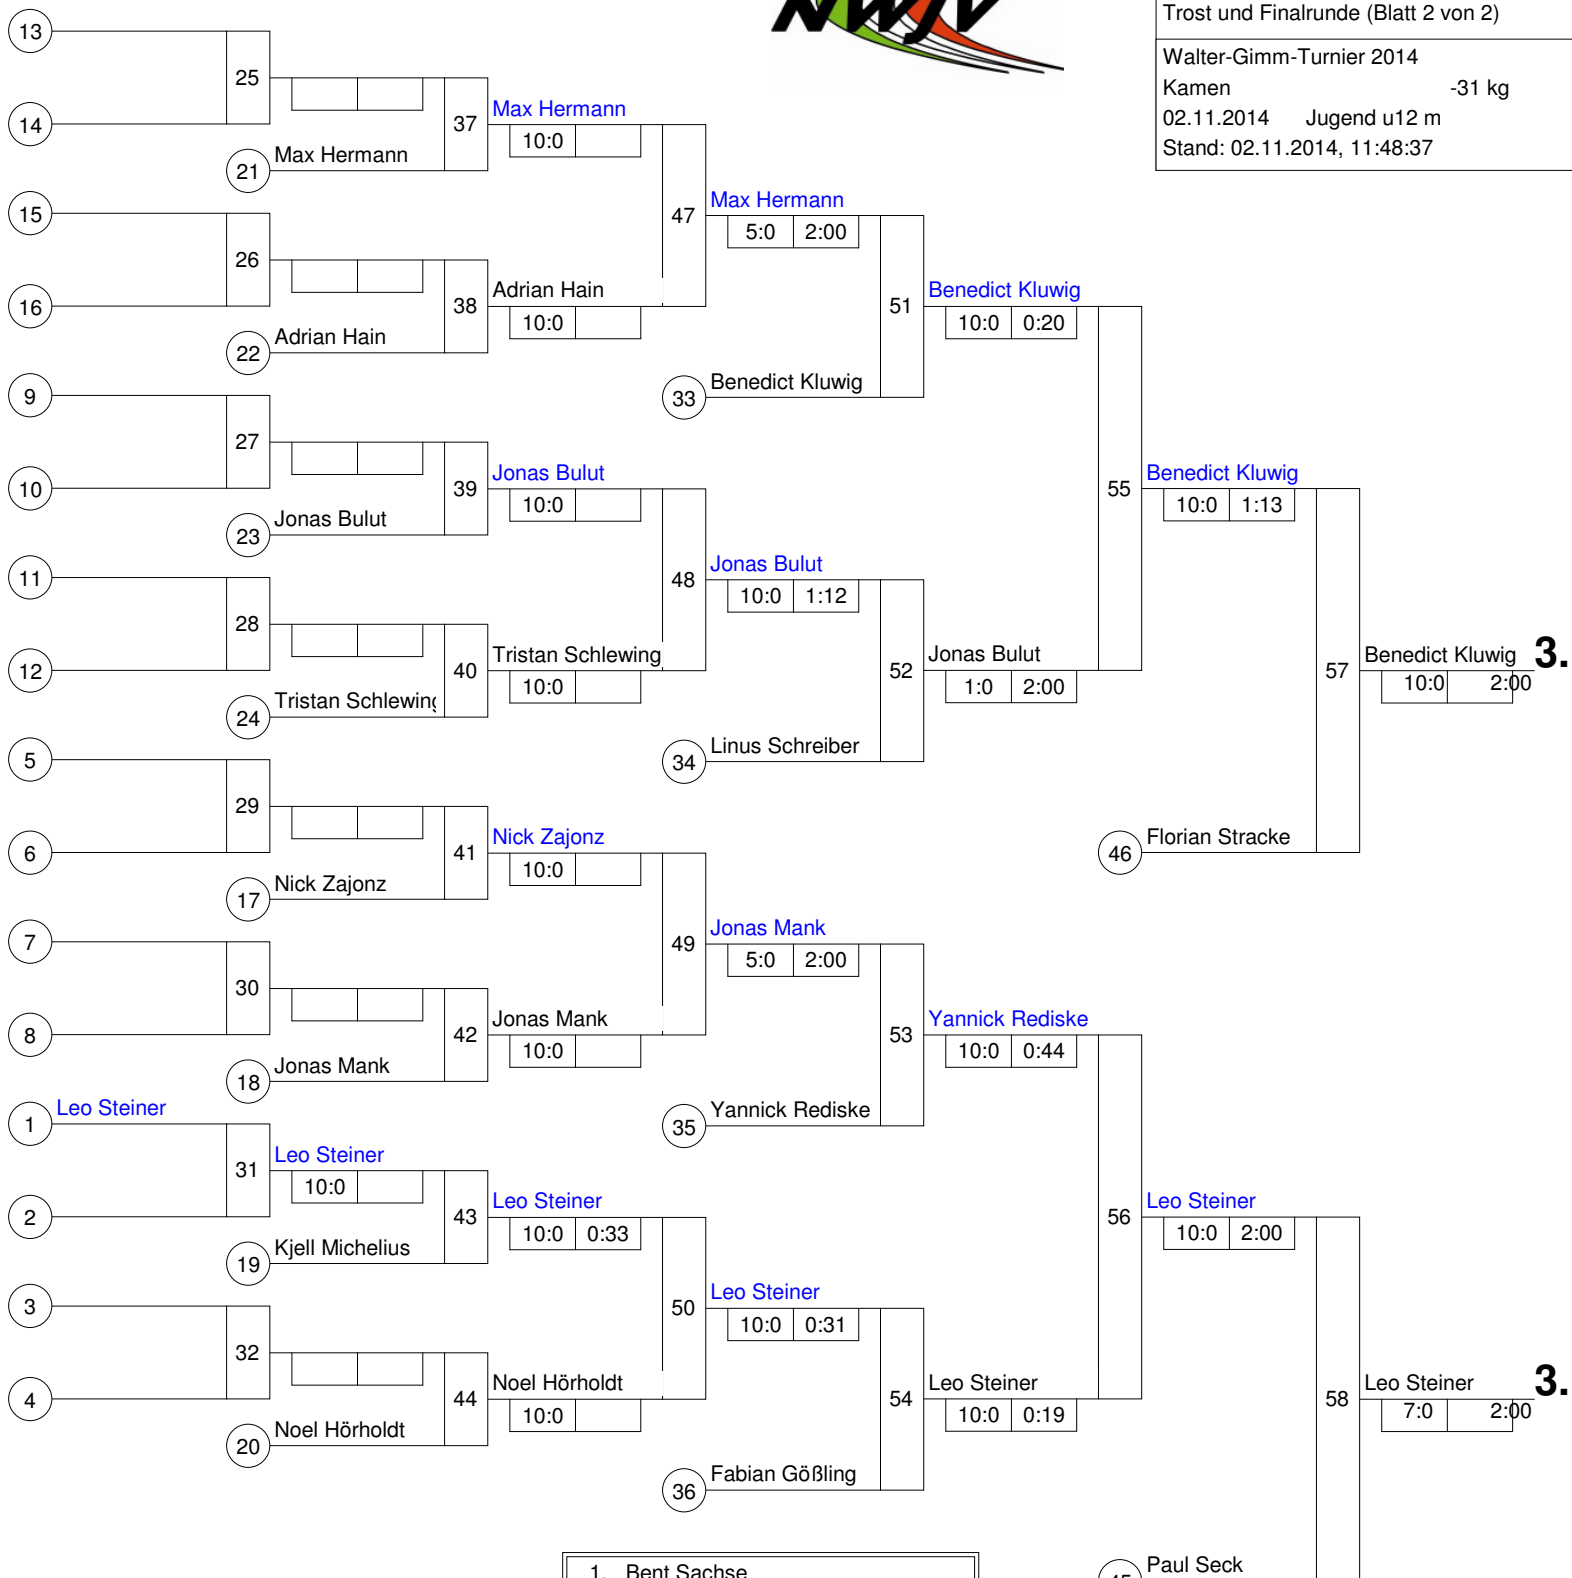 NWJV
Trost und Finalrunde (Blatt 2 von 2)
Walter-Gimm-Turnier 2014
Kamen -31 kg
02.11.2014 Jugend u12 m
Stand: 02.11.2014, 11:48:37
13
25
14
37
Max Hermann
10:0
21
Max Hermann
15
47
Max Hermann
5:0 2:00
26
16
38
Adrian Hain
10:0
22
Adrian Hain
51
Benedict Kluwig
10:0 0:20
33
Benedict Kluwig
9
27
10
39
Jonas Bulut
10:0
23
Jonas Bulut
55
Benedict Kluwig
10:0 1:13
11
48
Jonas Bulut
10:0 1:12
28
12
40
Tristan Schlewing
10:0
24
Tristan Schlewing
52
Jonas Bulut
1:0 2:00
57
Benedict Kluwig 3.
10:0 2:00
34
Linus Schreiber
5
29
6
41
Nick Zajonz
10:0
17
Nick Zajonz
46
Florian Stracke
7
49
Jonas Mank
5:0 2:00
30
8
42
Jonas Mank
10:0
18
Jonas Mank
53
Yannick Rediske
10:0 0:44
35
Yannick Rediske
1
Leo Steiner
31
Leo Steiner
10:0
2
43
Leo Steiner
10:0 0:33
19
Kjell Michelius
56
Leo Steiner
10:0 2:00
3
50
Leo Steiner
10:0 0:31
32
4
44
Noel Hörholdt
10:0
20
Noel Hörholdt
54
Leo Steiner
10:0 0:19
58
Leo Steiner 3.
7:0 2:00
36
Fabian Gößling
1. Bent Sachse
45
Paul Seck